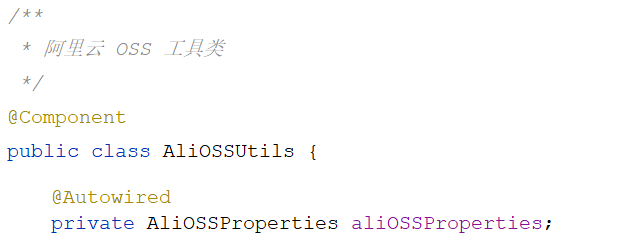 /**
 * 阿里云 OSS 工具类
 */
@Component
public class AliOSSUtils {
    @Autowired
    private AliOSSProperties aliOSSProperties;